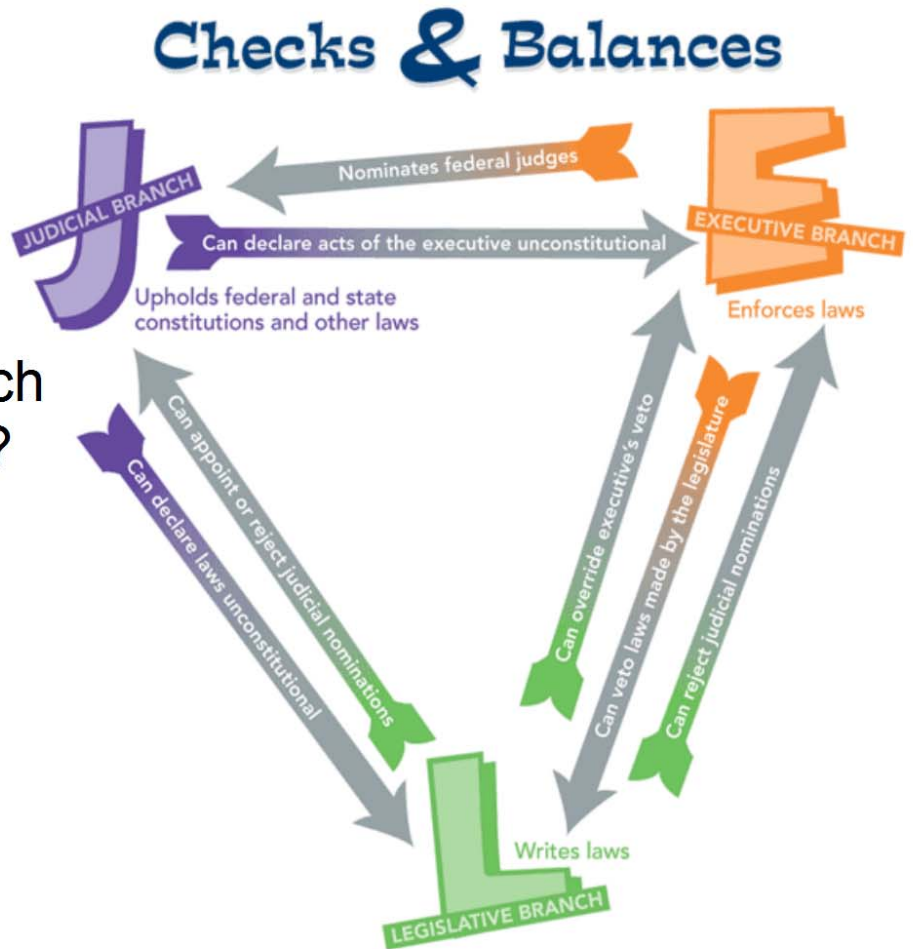 Checks & Balances
J
JUDICIAL BRANCH
Upholds federal and state
constitutions and other laws
Nominates federal judges
Can declare acts of the executive unconstitutional
E
EXECUTIVE BRANCH
Enforces laws
ch
?
Can declare laws unconstitutional
Can appoint or reject judicial nominations
Can override executive's veto
Can veto laws made by the legislature
Can reject judicial nominations
L
Writes laws
LEGISLATIVE BRANCH